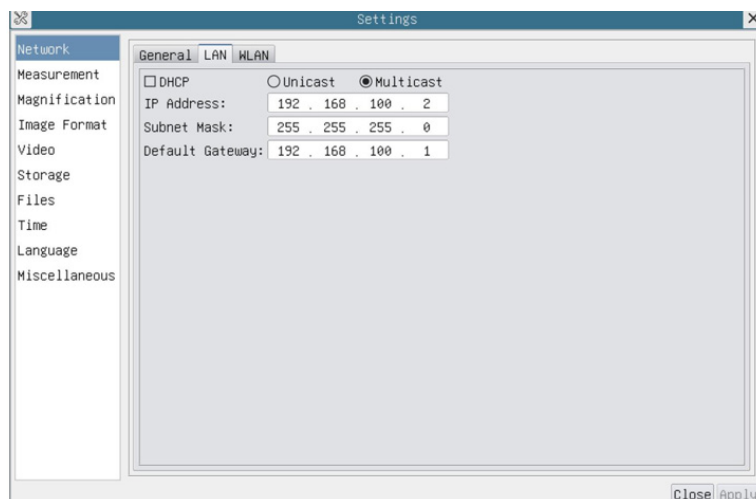 Settings
Network
Measurement
Magnification
Image Format
Video
Storage
Files
Time
Language
Miscellaneous
General LAN WLAN
DHCP Unicast Multicast
IP Address: 192 . 168 . 100 . 2
Subnet Mask: 255 . 255 . 255 . 0
Default Gateway: 192 . 168 . 100 . 1
Close Apply